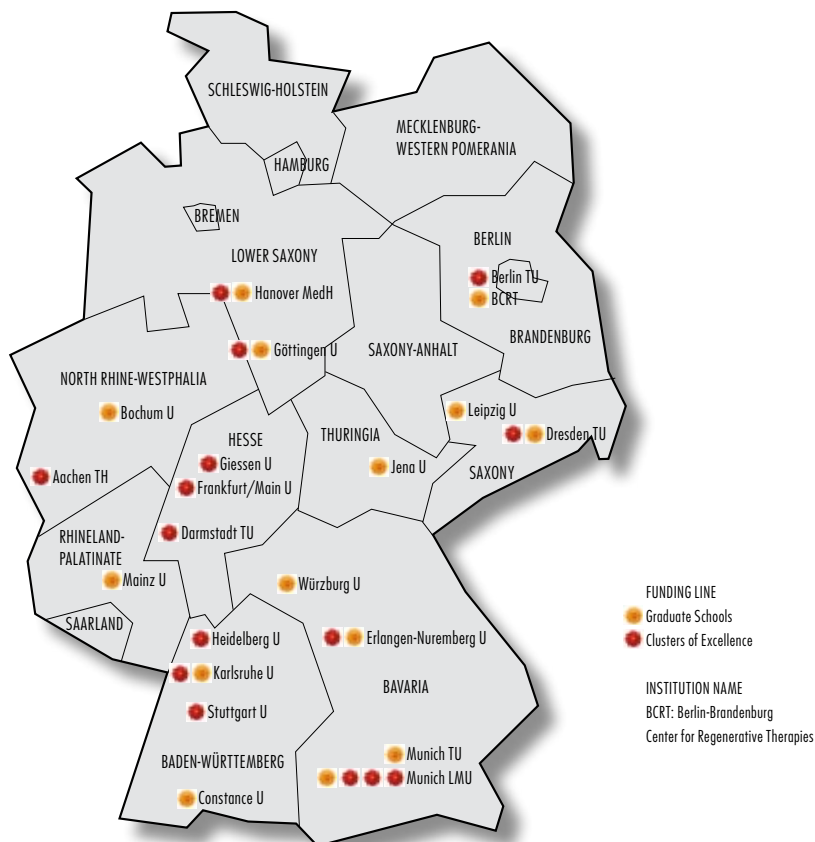 SCHLESWIG-HOLSTEIN
MECKLENBURG-
WESTERN POMERANIA
HAMBURG
BREMEN
LOWER SAXONY
BERLIN
Berlin TU
BCRT
Hanover MedH
BRANDENBURG
Göttingen U
SAXONY-ANHALT
NORTH RHINE-WESTPHALIA
Bochum U
Leipzig U
HESSE
THURINGIA
Dresden TU
Giessen U
Jena U
SAXONY
Aachen TH
Frankfurt/Main U
Darmstadt TU
RHINELAND-
PALATINATE
Mainz U
Würzburg U
SAARLAND
Heidelberg U
Erlangen-Nuremberg U
Karlsruhe U
BAVARIA
Stuttgart U
Munich TU
BADEN-WÜRTTEMBERG
Munich LMU
Constance U
FUNDING LINE
Graduate Schools
Clusters of Excellence
INSTITUTION NAME
BCRT: Berlin-Brandenburg
Center for Regenerative Therapies